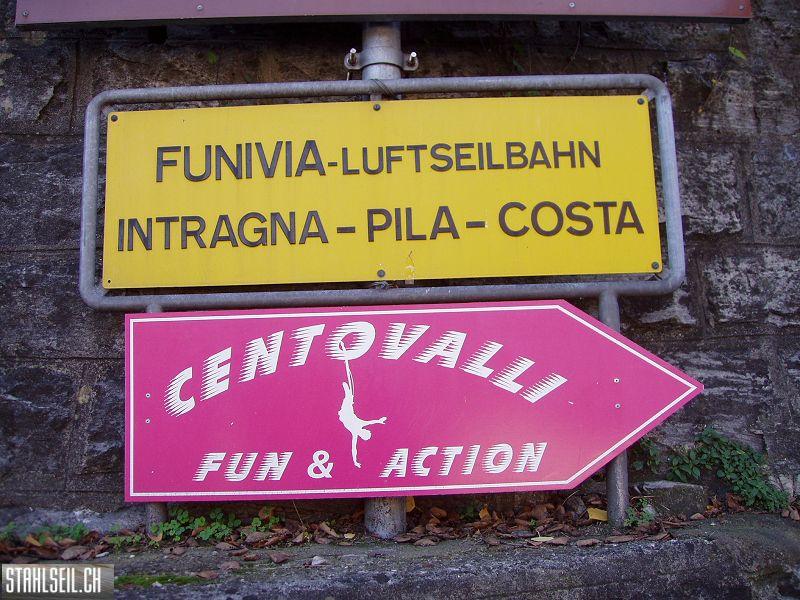 FUNIVIA-LUFTSEILBAHN
INTRAGNA-PILA-COSTA
CENTOVALLI
FUN & ACTION
STAHLSEIL.CH